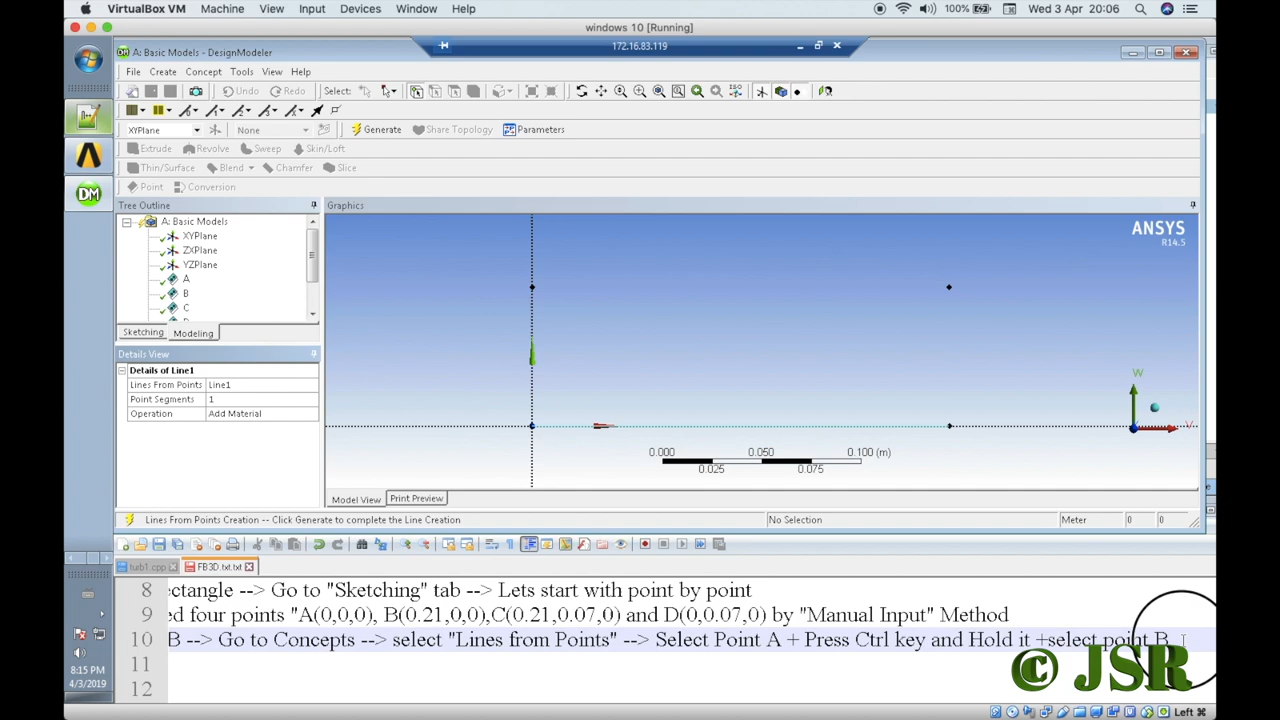 VirtualBox VM Machine View Input Devices Window Help 100% Wed 3 Apr 20:06
windows 10 [Running]
172.16.83.119
A: Basic Models - DesignModeler
File Create Concept Tools View Help
Undo Redo Select:
XYPlane None Generate Share Topology Parameters
Extrude Revolve Sweep Skin/Loft
Thin/Surface Blend Chamfer Slice
Point Conversion
Tree Outline
Graphics
A: Basic Models
XYPlane
ZXPlane
YZPlane
A
B
C
Sketching Modeling
Details View
Details of Line1
Lines From Points Line1
Point Segments 1
Operation Add Material
ANSYS
R14.5
W
V
0.000 0.050 0.100 (m)
0.025 0.075
Model View Print Preview
Lines From Points Creation -- Click Generate to complete the Line Creation No Selection Meter 0 0
turb1.cpp FB3D.txt.txt
8 ectangle --> Go to "Sketching" tab --> Lets start with point by point
9 ed four points "A(0,0,0), B(0.21,0,0),C(0.21,0.07,0) and D(0,0.07,0) by "Manual Input" Method
10 B --> Go to Concepts --> select "Lines from Points" --> Select Point A + Press Ctrl key and Hold it +select point B
11
12
8:15 PM
4/3/2019
© JSR
Left ⌘